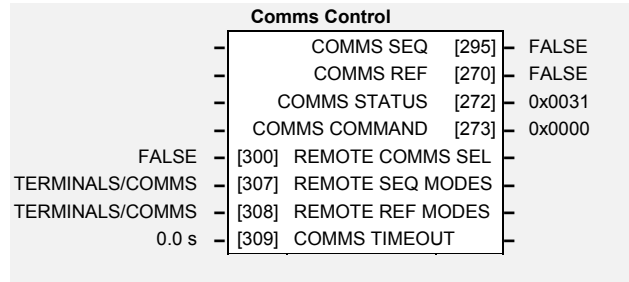 Comms Control
COMMS SEQ [295] – FALSE
COMMS REF [270] – FALSE
COMMS STATUS [272] – 0x0031
COMMS COMMAND [273] – 0x0000
FALSE – [300] REMOTE COMMS SEL –
TERMINALS/COMMS – [307] REMOTE SEQ MODES –
TERMINALS/COMMS – [308] REMOTE REF MODES –
0.0 s – [309] COMMS TIMEOUT –